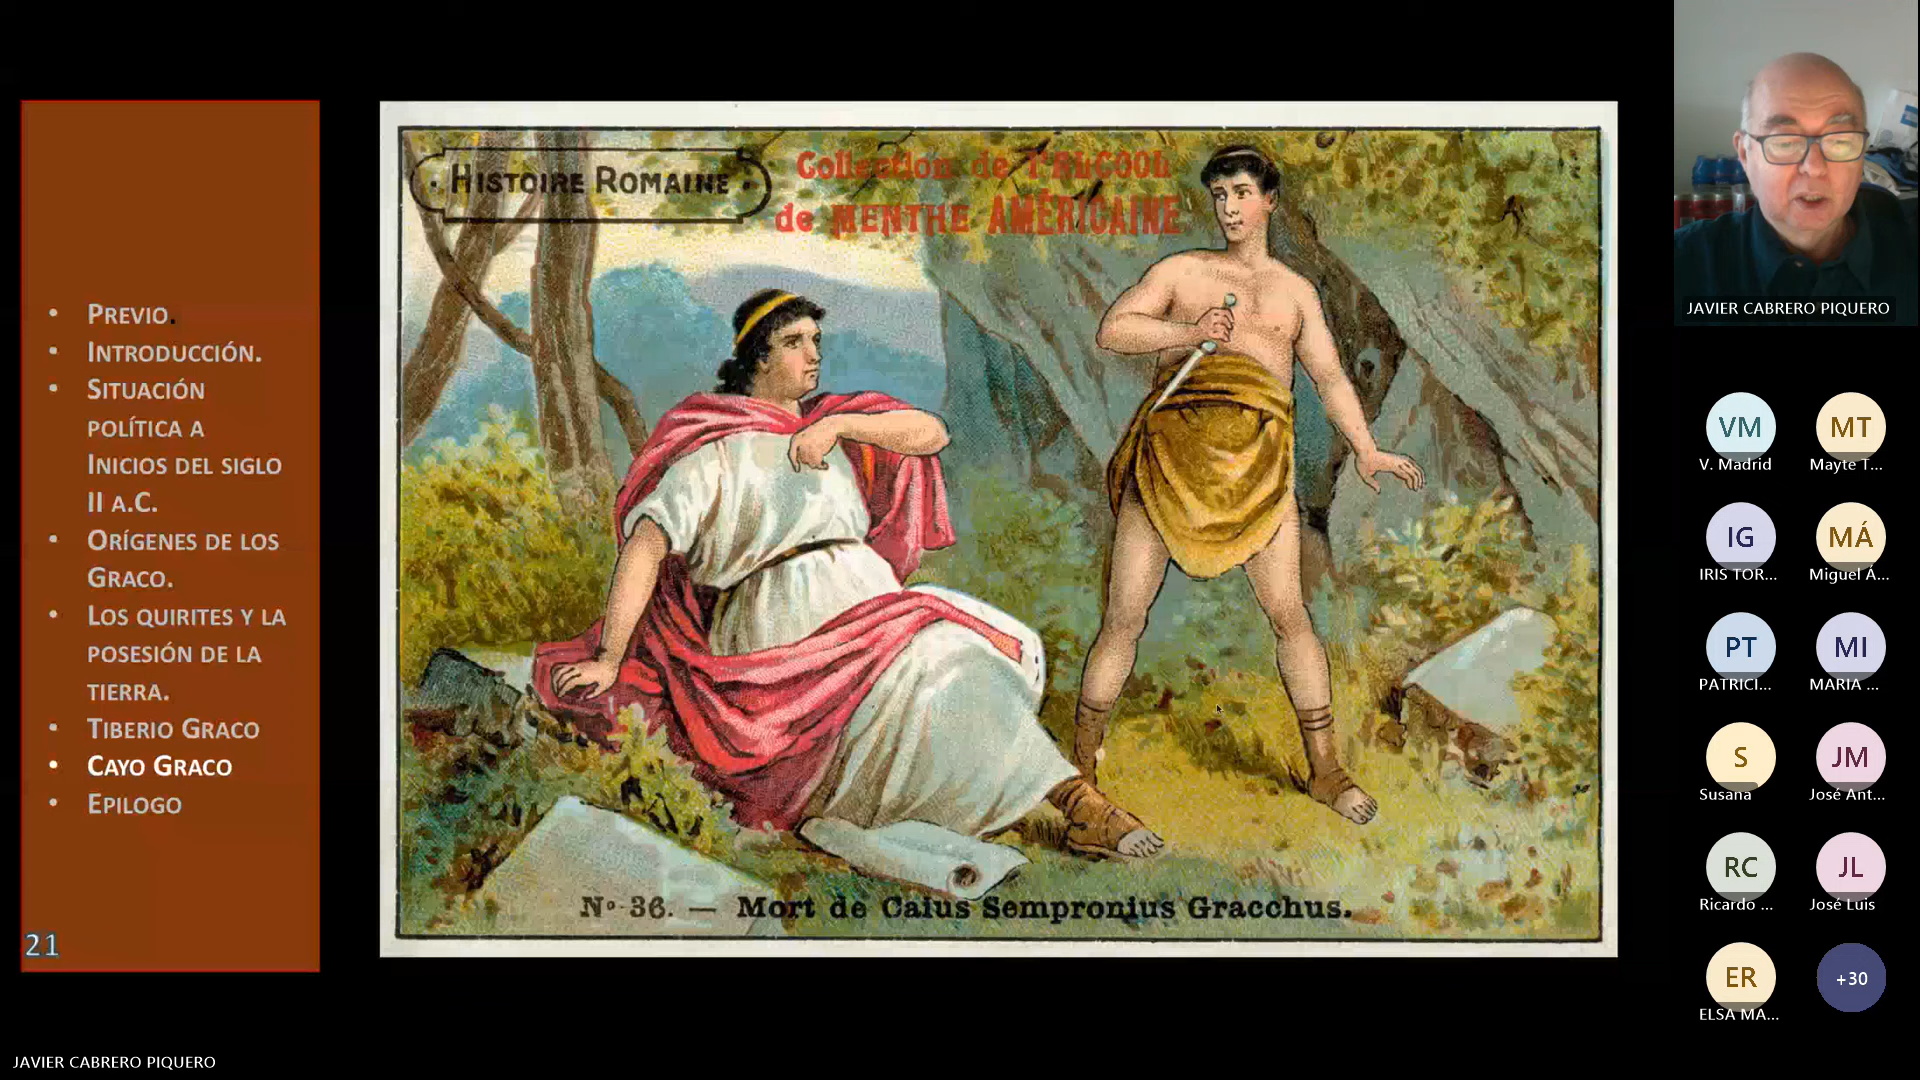 • PREVIO.
• INTRODUCCIÓN.
• SITUACIÓN
POLÍTICA A
INICIOS DEL SIGLO
II A.C.
• ORÍGENES DE LOS
GRACO.
• LOS QUIRITES Y LA
POSESIÓN DE LA
TIERRA.
• TIBERIO GRACO
• CAYO GRACO
• EPILOGO
21
HISTOIRE ROMAINE
Collection de l'ALCOOL
de MENTHE AMÉRICAINE
No 36. — Mort de Caius Sempronius Gracchus.
JAVIER CABRERO PIQUERO
VM
V. Madrid
MT
Mayte T...
IG
IRIS TOR...
MÁ
Miguel Á...
PT
PATRICI...
MI
MARIA ...
S
Susana
JM
José Ant...
RC
Ricardo ...
JL
José Luis
ER
ELSA MA...
+30
JAVIER CABRERO PIQUERO